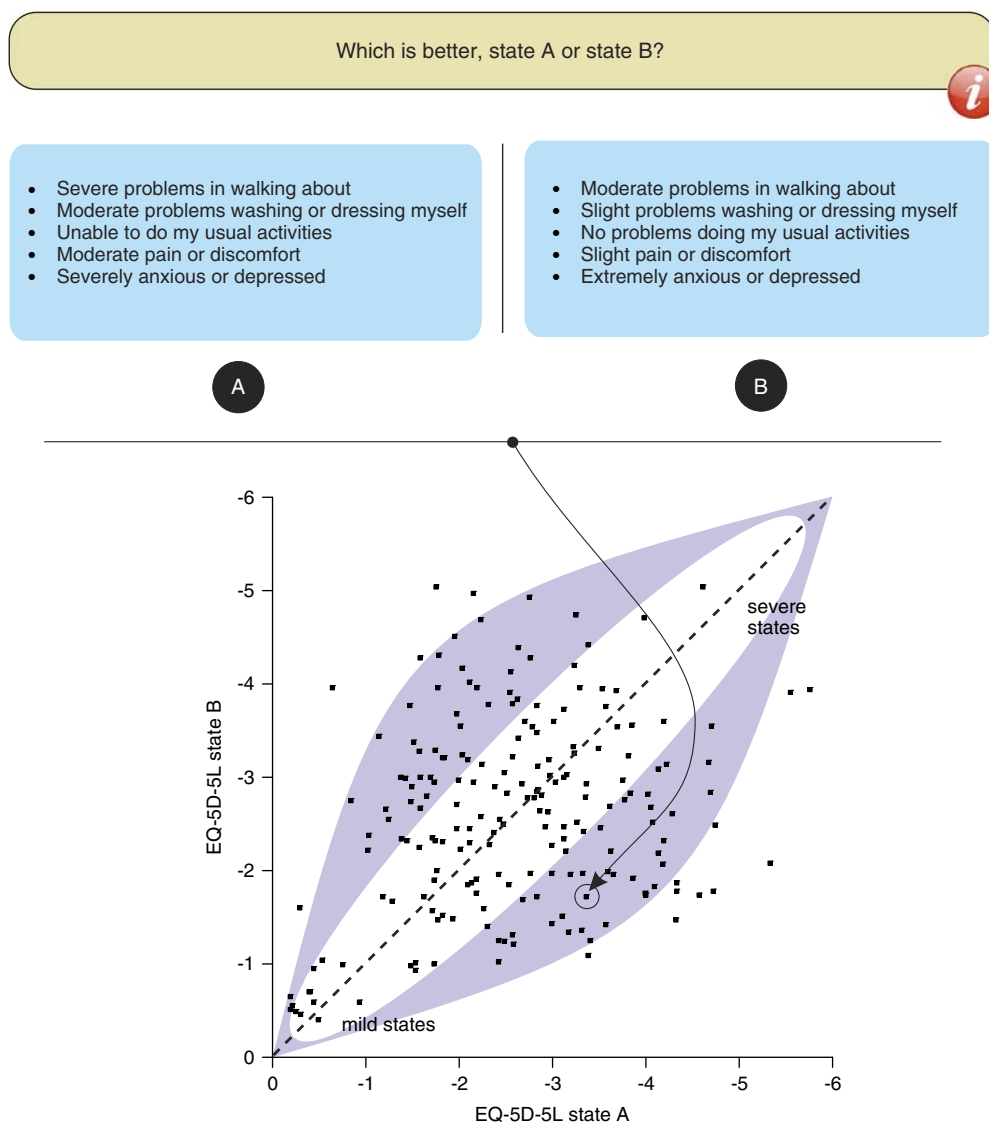 Which is better, state A or state B?
i
• Severe problems in walking about
• Moderate problems washing or dressing myself
• Unable to do my usual activities
• Moderate pain or discomfort
• Severely anxious or depressed
• Moderate problems in walking about
• Slight problems washing or dressing myself
• No problems doing my usual activities
• Slight pain or discomfort
• Extremely anxious or depressed
A
B
-6
-5
-4
-3
-2
-1
0
EQ-5D-5L state B
severe
states
mild states
0
-1
-2
-3
-4
-5
-6
EQ-5D-5L state A